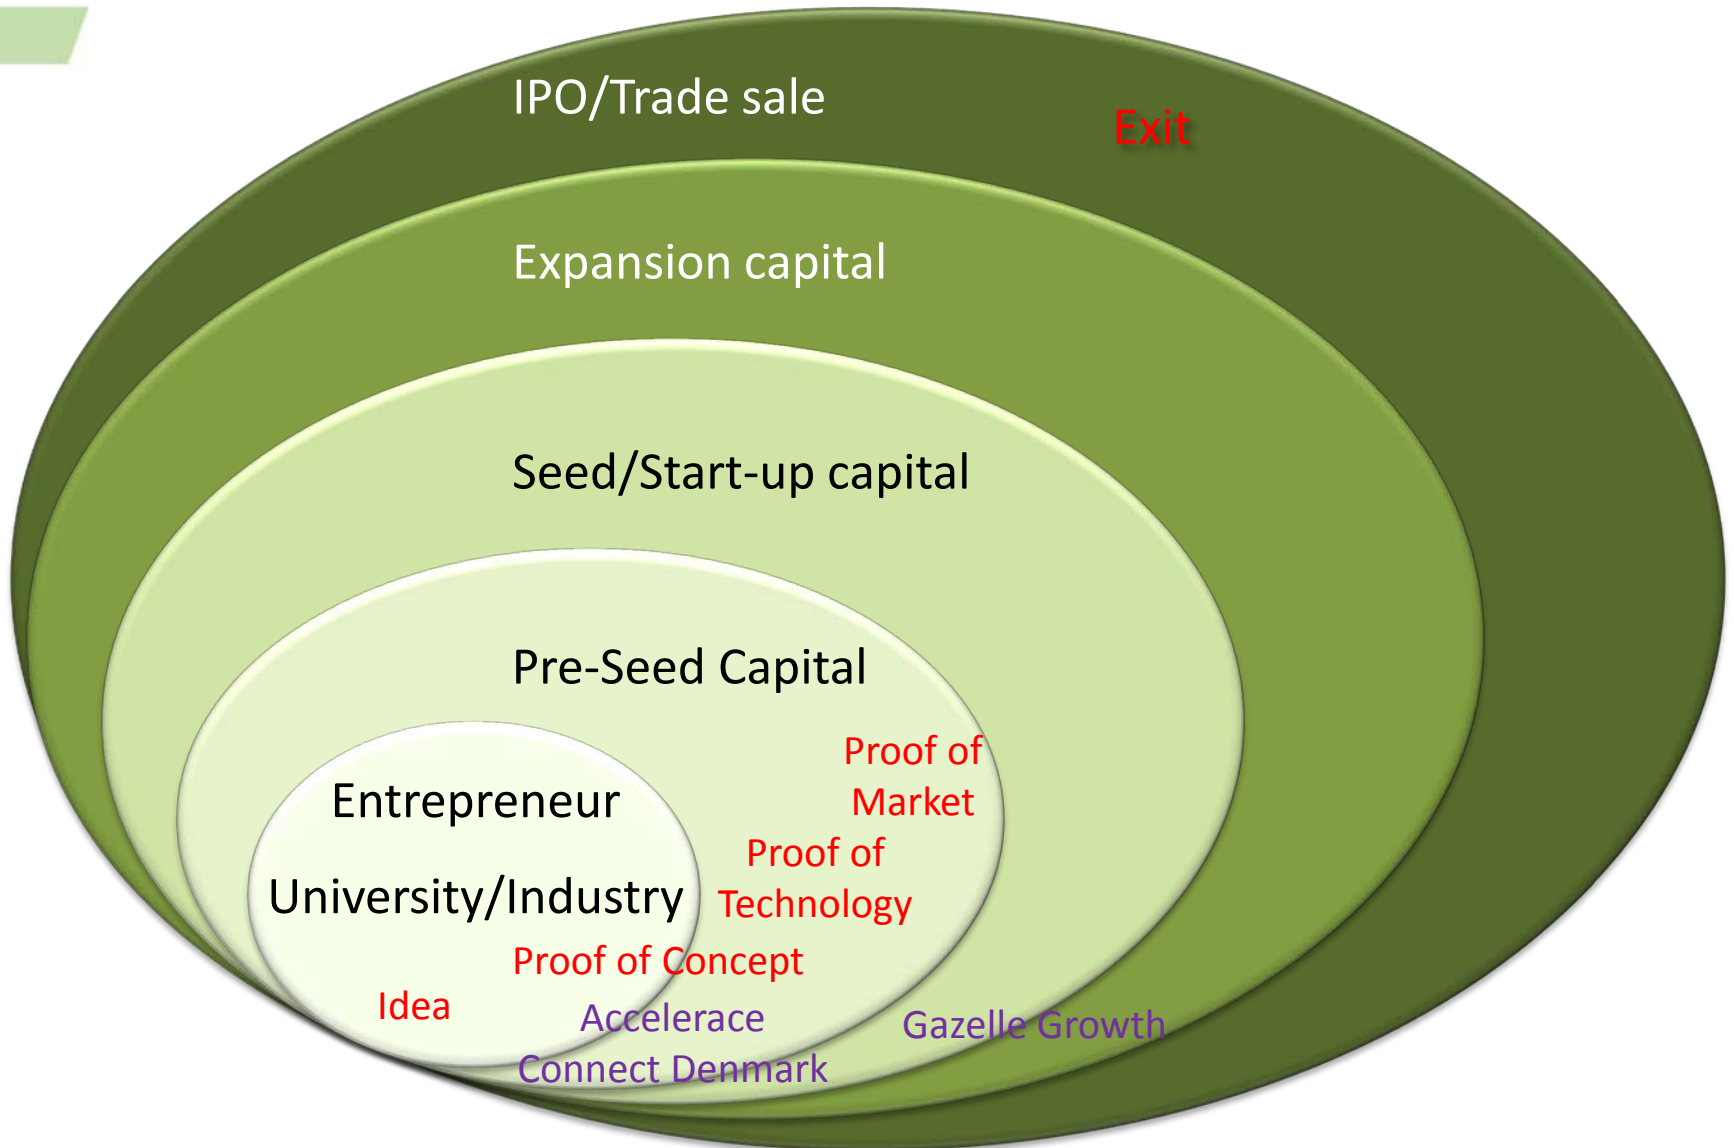 IPO/Trade sale
Exit
Expansion capital
Seed/Start-up capital
Pre-Seed Capital
Proof of
Market
Entrepreneur
Proof of
Technology
University/Industry
Proof of Concept
Idea
Accelerace
Gazelle Growth
Connect Denmark